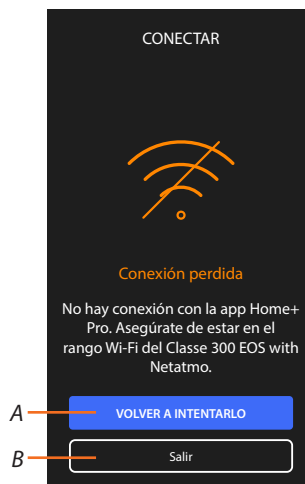 CONECTAR
Conexión perdida
No hay conexión con la app Home+
Pro. Asegúrate de estar en el
rango Wi-Fi del Classe 300 EOS with
Netatmo.
A
VOLVER A INTENTARLO
B
Salir